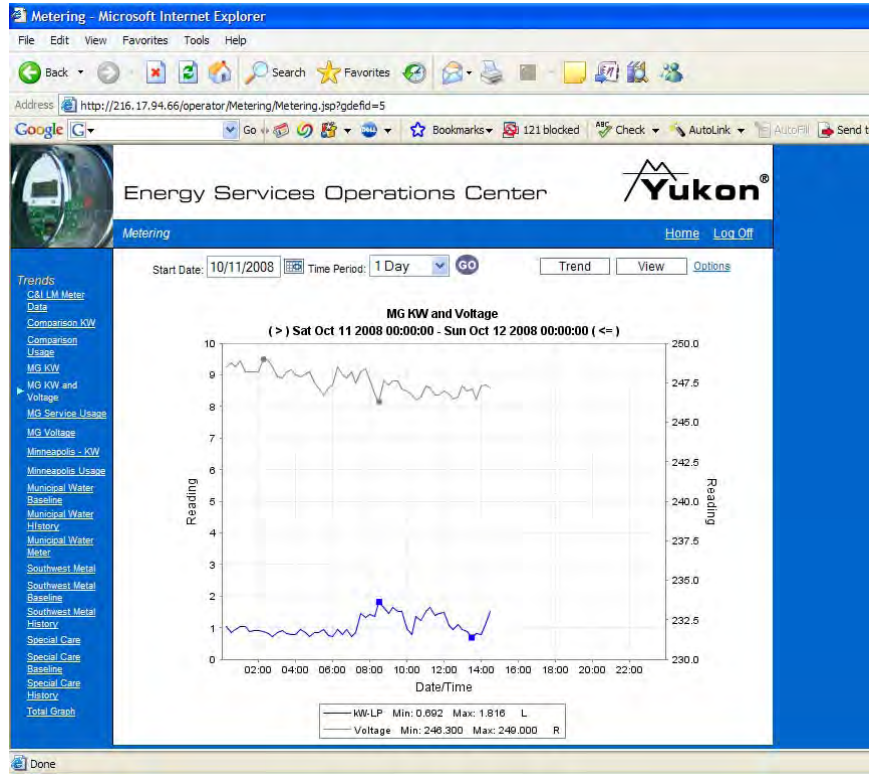 Metering - Microsoft Internet Explorer
File Edit View Favorites Tools Help
Back Search Favorites
Address http://216.17.94.66/operator/Metering/Metering.jsp?gdefid=5
Google G Go Bookmarks 121 blocked ABC Check AutoLink AutoFill Send t
Energy Services Operations Center
Yukon®
Metering
Home Log Off
Start Date: 10/11/2008 Time Period: 1 Day GO Trend View Options
Trends
C&I LM Meter
Data
Comparison KW
Comparison
Usage
MG KW
MG KW and
Voltage
MG Service Usage
MG Voltage
Minneapolis - KW
Minneapolis Usage
Municipal Water
Baseline
Municipal Water
History
Municipal Water
Meter
Southwest Metal
Southwest Metal
Baseline
Southwest Metal
History
Special Care
Special Care
Baseline
Special Care
History
Total Graph
MG KW and Voltage
( > ) Sat Oct 11 2008 00:00:00 - Sun Oct 12 2008 00:00:00 ( <= )
Reading
10
9
8
7
6
5
4
3
2
1
0
250.0
247.5
245.0
242.5
240.0
237.5
235.0
232.5
230.0
Reading
02:00 04:00 06:00 08:00 10:00 12:00 14:00 16:00 18:00 20:00 22:00
Date/Time
kW-LP Min: 0.692 Max: 1.816 L
Voltage Min: 246.300 Max: 249.000 R
Done